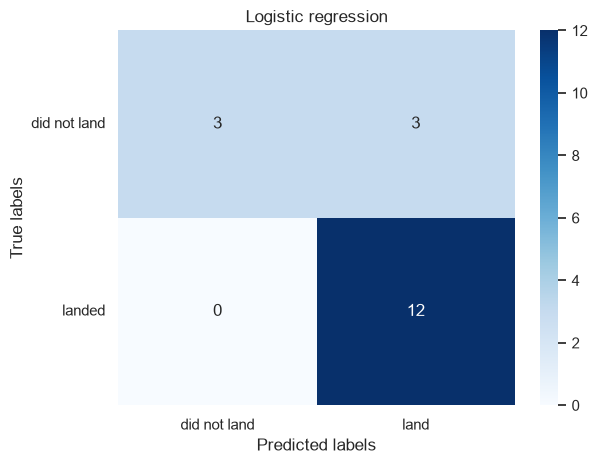 Logistic regression
True labels
did not land
3
3
landed
0
12
did not land
land
Predicted labels
12
10
8
6
4
2
0